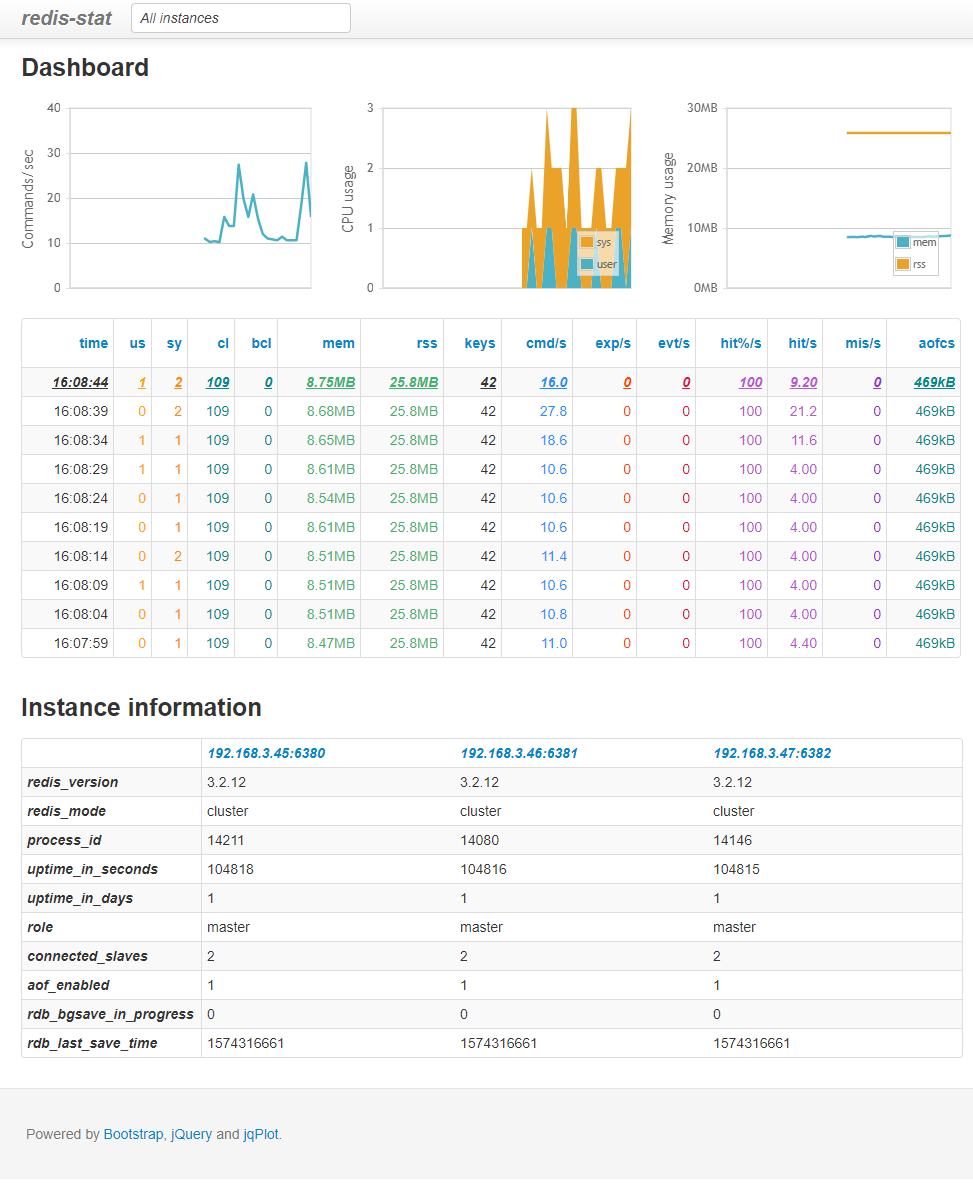 redis-stat All instances
Dashboard
Commands/sec
40
30
20
10
0
CPU usage
3
2
1
0
sys
user
Memory usage
30MB
20MB
10MB
0MB
mem
rss
time us sy cl bcl mem rss keys cmd/s exp/s evt/s hit%/s hit/s mis/s aofcs
16:08:44 1 2 109 0 8.75MB 25.8MB 42 16.0 0 0 100 9.20 0 469kB
16:08:39 0 2 109 0 8.68MB 25.8MB 42 27.8 0 0 100 21.2 0 469kB
16:08:34 1 1 109 0 8.65MB 25.8MB 42 18.6 0 0 100 11.6 0 469kB
16:08:29 1 1 109 0 8.61MB 25.8MB 42 10.6 0 0 100 4.00 0 469kB
16:08:24 0 1 109 0 8.54MB 25.8MB 42 10.6 0 0 100 4.00 0 469kB
16:08:19 0 1 109 0 8.61MB 25.8MB 42 10.6 0 0 100 4.00 0 469kB
16:08:14 0 2 109 0 8.51MB 25.8MB 42 11.4 0 0 100 4.00 0 469kB
16:08:09 1 1 109 0 8.51MB 25.8MB 42 10.6 0 0 100 4.00 0 469kB
16:08:04 0 1 109 0 8.51MB 25.8MB 42 10.8 0 0 100 4.00 0 469kB
16:07:59 0 1 109 0 8.47MB 25.8MB 42 11.0 0 0 100 4.40 0 469kB
Instance information
192.168.3.45:6380 192.168.3.46:6381 192.168.3.47:6382
redis_version 3.2.12 3.2.12 3.2.12
redis_mode cluster cluster cluster
process_id 14211 14080 14146
uptime_in_seconds 104818 104816 104815
uptime_in_days 1 1 1
role master master master
connected_slaves 2 2 2
aof_enabled 1 1 1
rdb_bgsave_in_progress 0 0 0
rdb_last_save_time 1574316661 1574316661 1574316661
Powered by Bootstrap, jQuery and jqPlot.